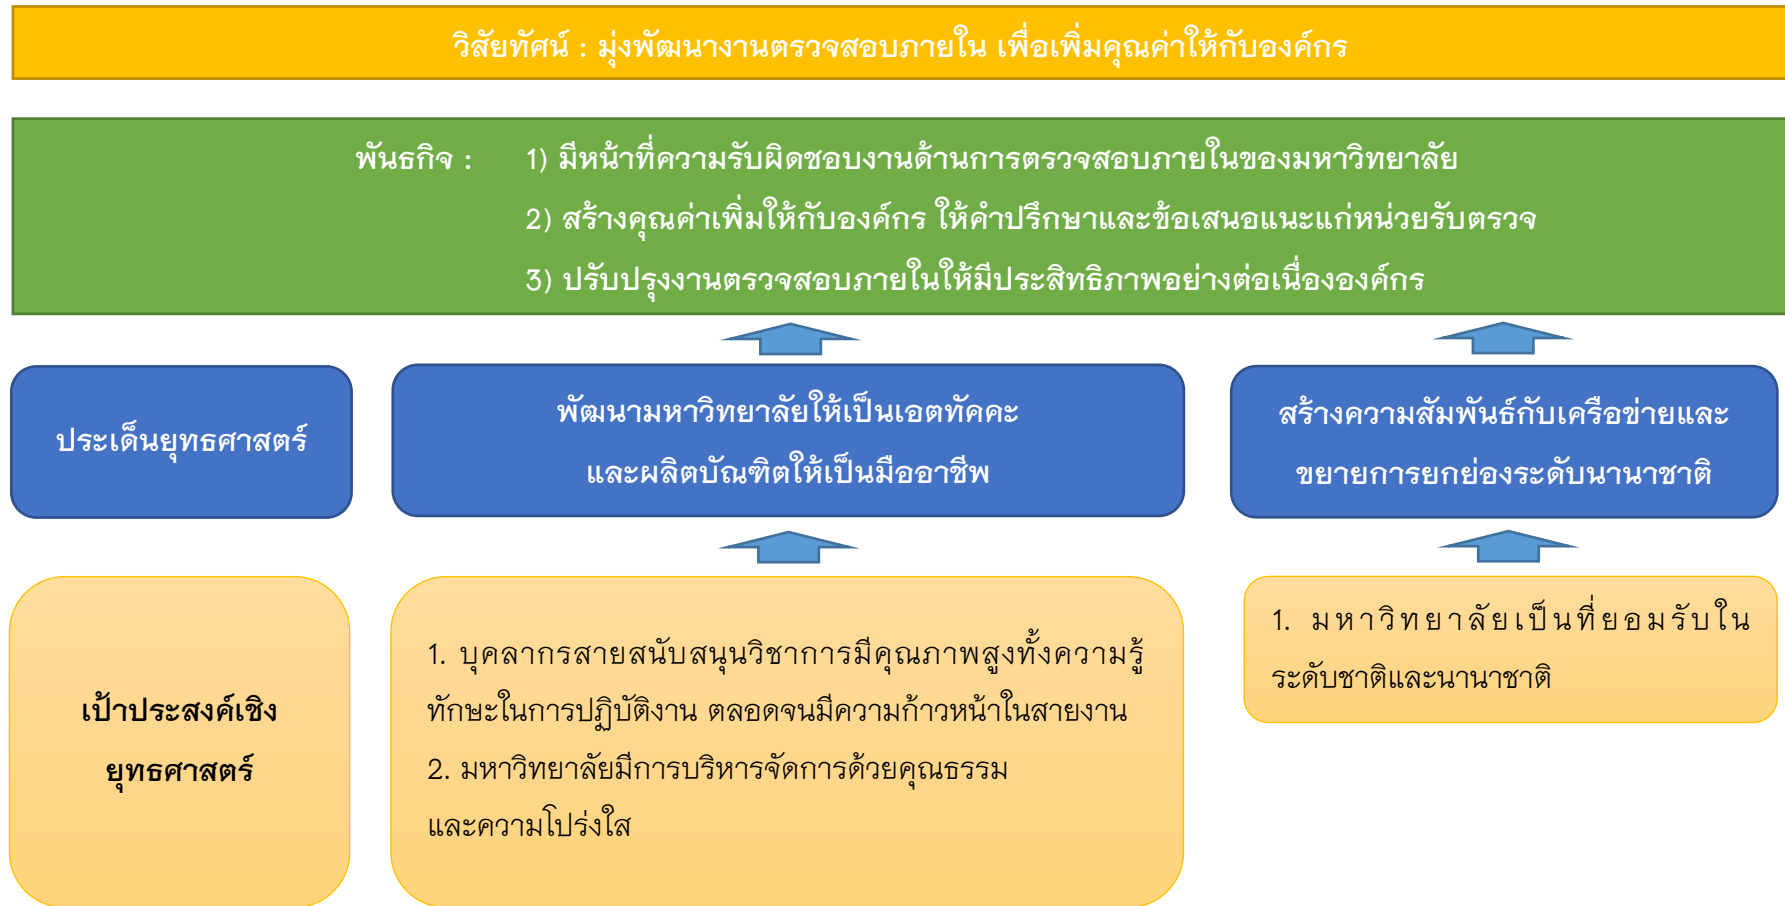 วิสัยทัศน์ : มุ่งพัฒนางานตรวจสอบภายใน เพื่อเพิ่มคุณค่าให้กับองค์กร
พันธกิจ : 1) มีหน้าที่ความรับผิดชอบงานด้านการตรวจสอบภายในของมหาวิทยาลัย
2) สร้างคุณค่าเพิ่มให้กับองค์กร ให้คำปรึกษาและข้อเสนอแนะแก่หน่วยรับตรวจ
3) ปรับปรุงงานตรวจสอบภายในให้มีประสิทธิภาพอย่างต่อเนื่ององค์กร
ประเด็นยุทธศาสตร์
พัฒนามหาวิทยาลัยให้เป็นเอตทัคคะ
และผลิตบัณฑิตให้เป็นมืออาชีพ
สร้างความสัมพันธ์กับเครือข่ายและ
ขยายการยกย่องระดับนานาชาติ
เป้าประสงค์เชิง
ยุทธศาสตร์
1. บุคลากรสายสนับสนุนวิชาการมีคุณภาพสูงทั้งความรู้
ทักษะในการปฏิบัติงาน ตลอดจนมีความก้าวหน้าในสายงาน
2. มหาวิทยาลัยมีการบริหารจัดการด้วยคุณธรรม
และความโปร่งใส
1. มหาวิทยาลัยเป็นที่ยอมรับใน
ระดับชาติและนานาชาติ